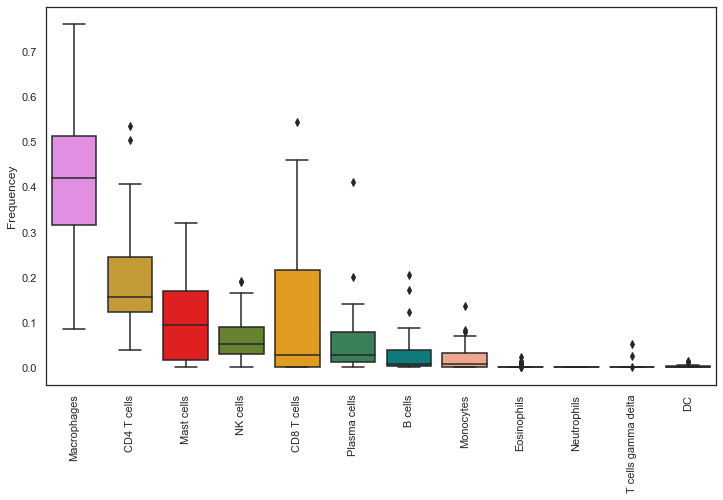 Frequencey
0.7
0.6
0.5
0.4
0.3
0.2
0.1
0.0
Macrophages
CD4 T cells
Mast cells
NK cells
CD8 T cells
Plasma cells
B cells
Monocytes
Eosinophils
Neutrophils
T cells gamma delta
DC